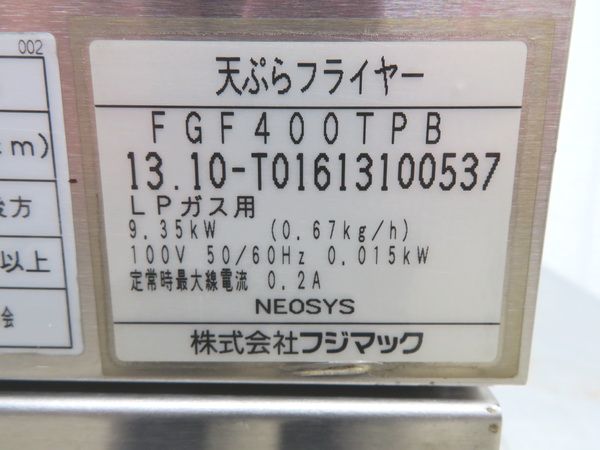 002
cm)
後方
以上
会
天ぷらフライヤー
FGF400TPB
13.10-T01613100537
LPガス用
9.35kW (0.67kg/h)
100V 50/60Hz 0.015kW
定常時最大線電流 0.2A
NEOSYS
株式会社フジマック